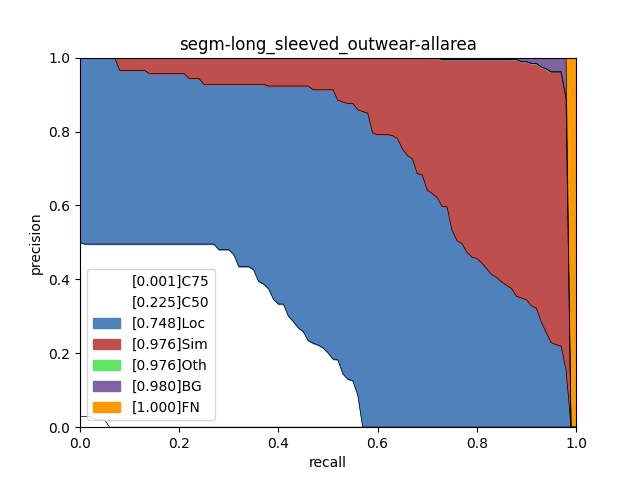 segm-long_sleeved_outwear-allarea
1.0
0.8
0.6
0.4
0.2
0.0
precision
[0.001]C75
[0.225]C50
[0.748]Loc
[0.976]Sim
[0.976]Oth
[0.980]BG
[1.000]FN
0.0 0.2 0.4 0.6 0.8 1.0
recall